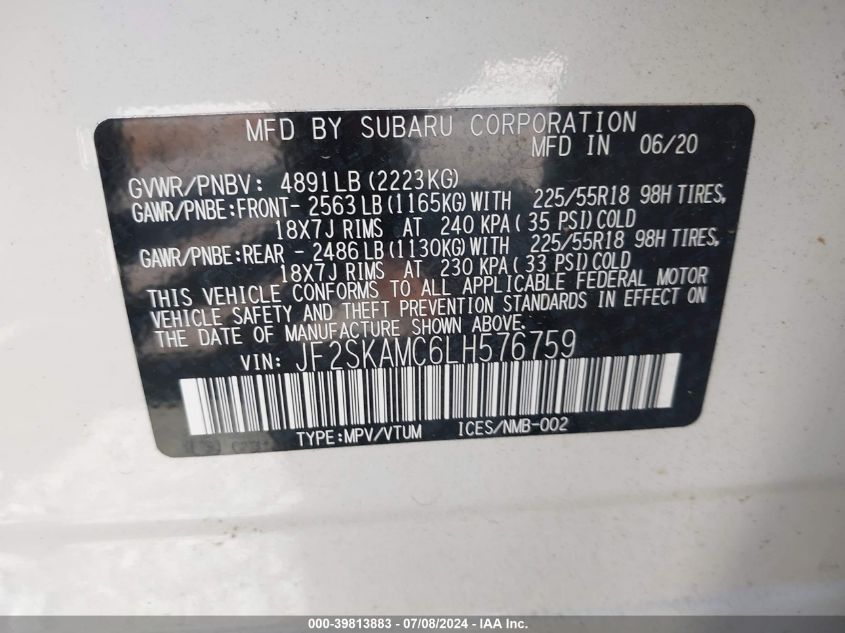 MFD BY SUBARU CORPORATION
MFD IN 06/20
GVWR/PNBV: 4891LB (2223KG)
GAWR/PNBE:FRONT- 2563 LB (1165KG) WITH 225/55R18 98H TIRES,
18X7J RIMS AT 240 KPA ( 35 PSI) COLD
GAWR/PNBE:REAR - 2486 LB (1130KG) WITH 225/55R18 98H TIRES,
18X7J RIMS AT 230 KPA ( 33 PSI) COLD
THIS VEHICLE CONFORMS TO ALL APPLICABLE FEDERAL MOTOR
VEHICLE SAFETY AND THEFT PREVENTION STANDARDS IN EFFECT ON
THE DATE OF MANUFACTURE SHOWN ABOVE.
VIN: JF2SKAMC6LH576759
TYPE:MPV/VTUM ICES/NMB-002
000-39813883 - 07/08/2024 - IAA Inc.